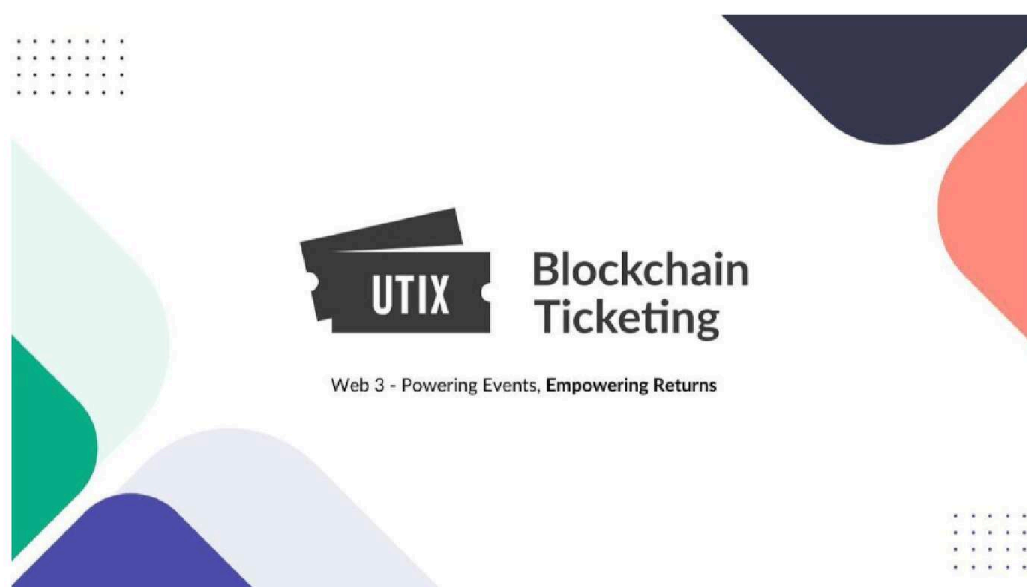 UTIX
Blockchain
Ticketing
Web 3 - Powering Events, Empowering Returns